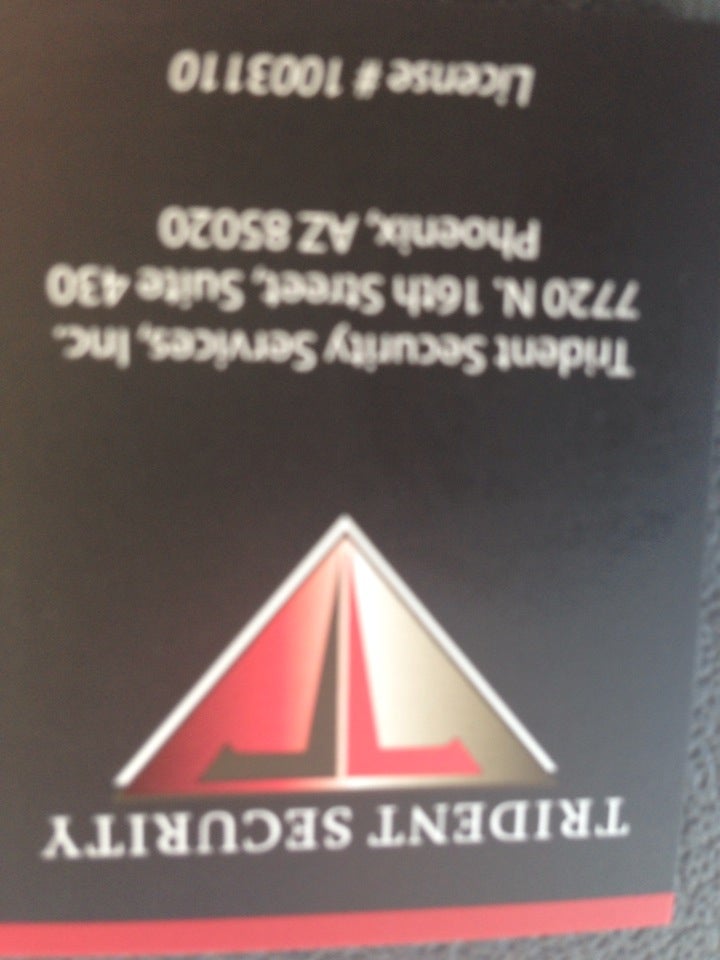 TRIDENT SECURITY
Trident Security Services, Inc.
7720 N. 16th Street, Suite 430
Phoenix, AZ 85020
License # 1003110